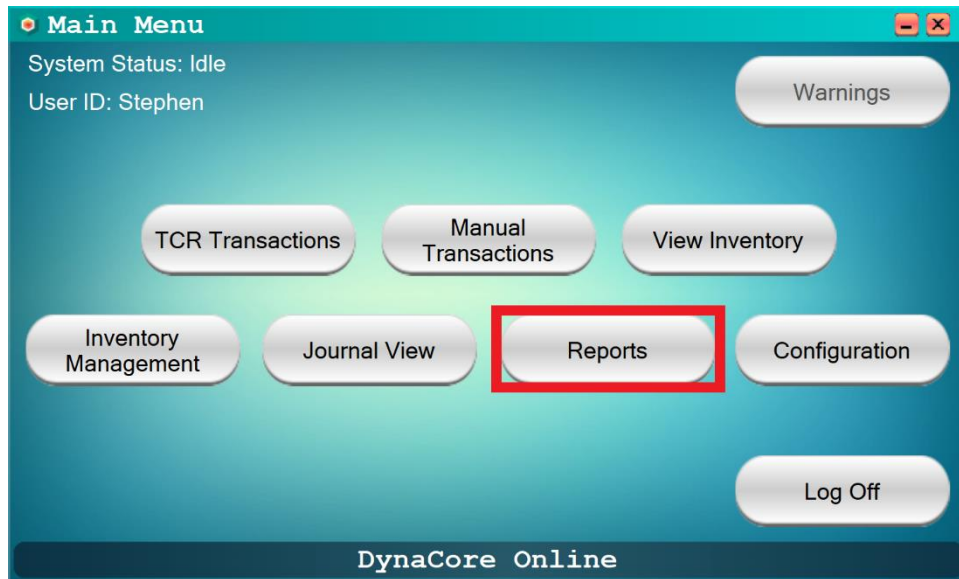 Main Menu
System Status: Idle
User ID: Stephen
Warnings
TCR Transactions
Manual
Transactions
View Inventory
Inventory
Management
Journal View
Reports
Configuration
Log Off
DynaCore Online